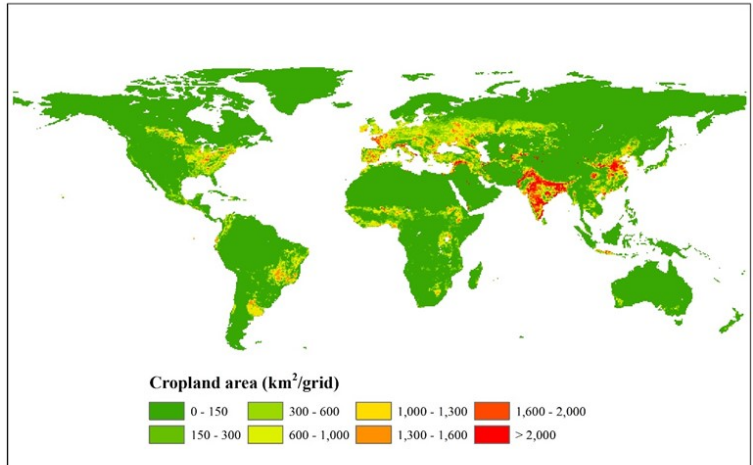 Cropland area (km²/grid)
0 - 150 300 - 600 1,000 - 1,300 1,600 - 2,000
150 - 300 600 - 1,000 1,300 - 1,600 > 2,000